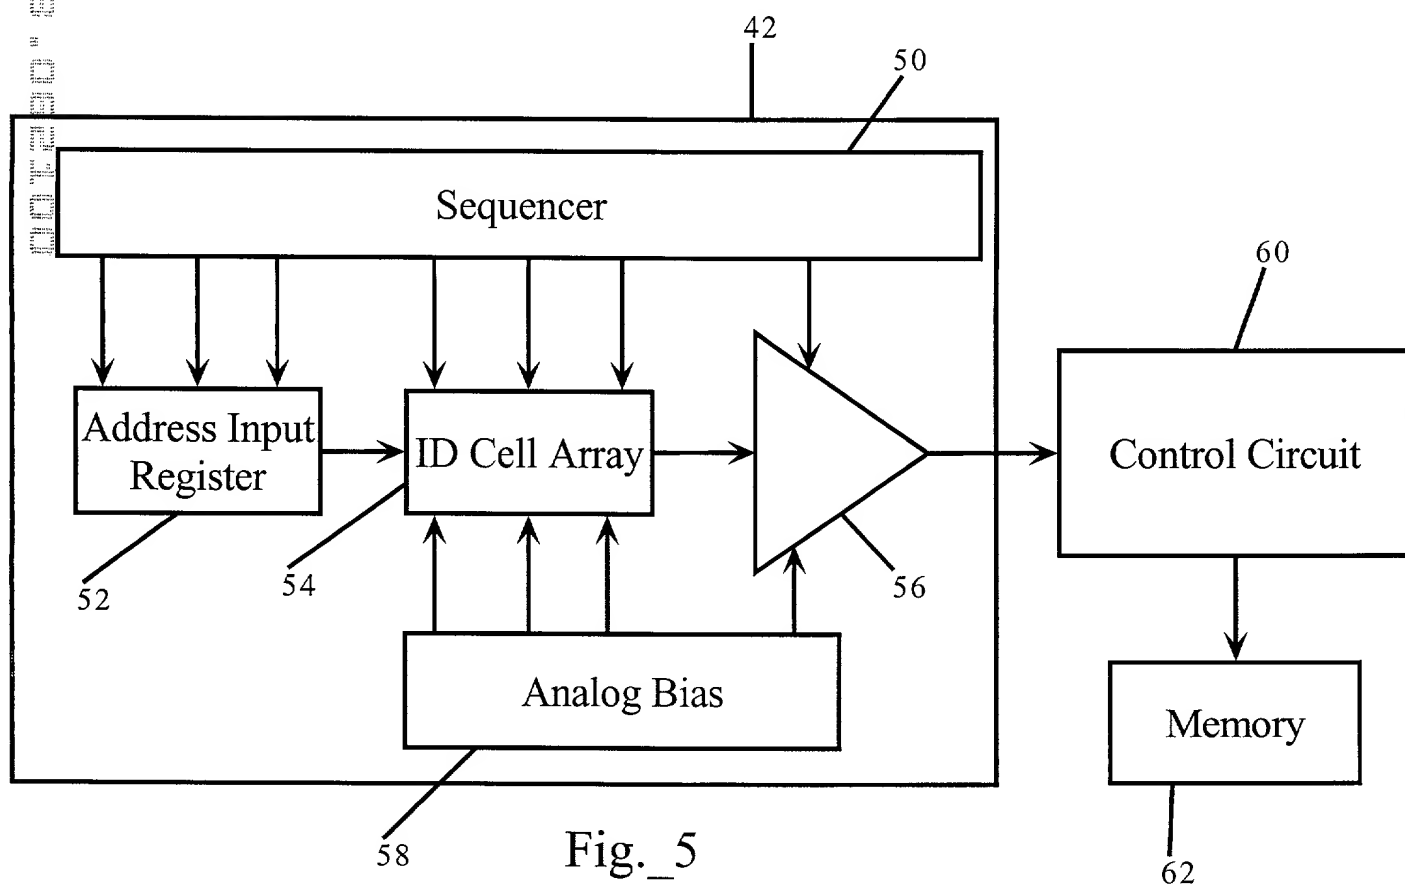 42
50
Sequencer
60
Address Input
Register
ID Cell Array
Control Circuit
52
54
56
Analog Bias
Memory
58
Fig._5
62